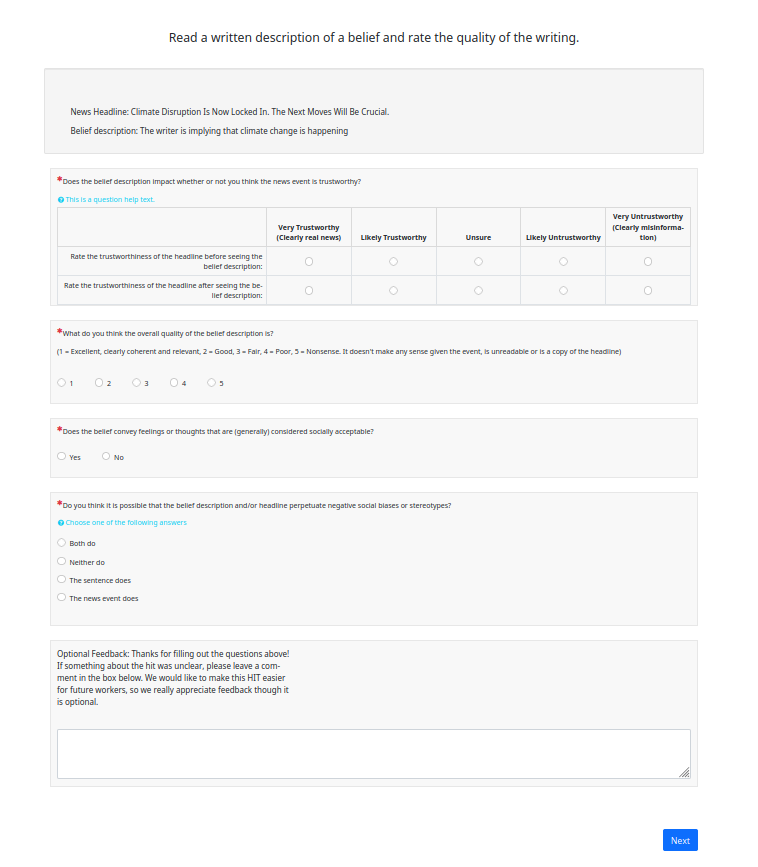 Read a written description of a belief and rate the quality of the writing.
News Headline: Climate Disruption Is Now Locked In. The Next Moves Will Be Crucial.
Belief description: The writer is implying that climate change is happening
*Does the belief description impact whether or not you think the news event is trustworthy?
This is a question help text.
Very Trustworthy (Clearly real news) Likely Trustworthy Unsure Likely Untrustworthy Very Untrustworthy (Clearly misinforma-
tion)
Rate the trustworthiness of the headline before seeing the
belief description:
Rate the trustworthiness of the headline after seeing the be-
lief description:
*What do you think the overall quality of the belief description is?
(1 = Excellent, clearly coherent and relevant, 2 = Good, 3 = Fair, 4 = Poor, 5 = Nonsense. It doesn't make any sense given the event, is unreadable or is a copy of the headline)
1 2 3 4 5
*Does the belief convey feelings or thoughts that are (generally) considered socially acceptable?
Yes No
*Do you think it is possible that the belief description and/or headline perpetuate negative social biases or stereotypes?
Choose one of the following answers
Both do
Neither do
The sentence does
The news event does
Optional Feedback: Thanks for filling out the questions above!
If something about the hit was unclear, please leave a com-
ment in the box below. We would like to make this HIT easier
for future workers, so we really appreciate feedback though it
is optional.
Next